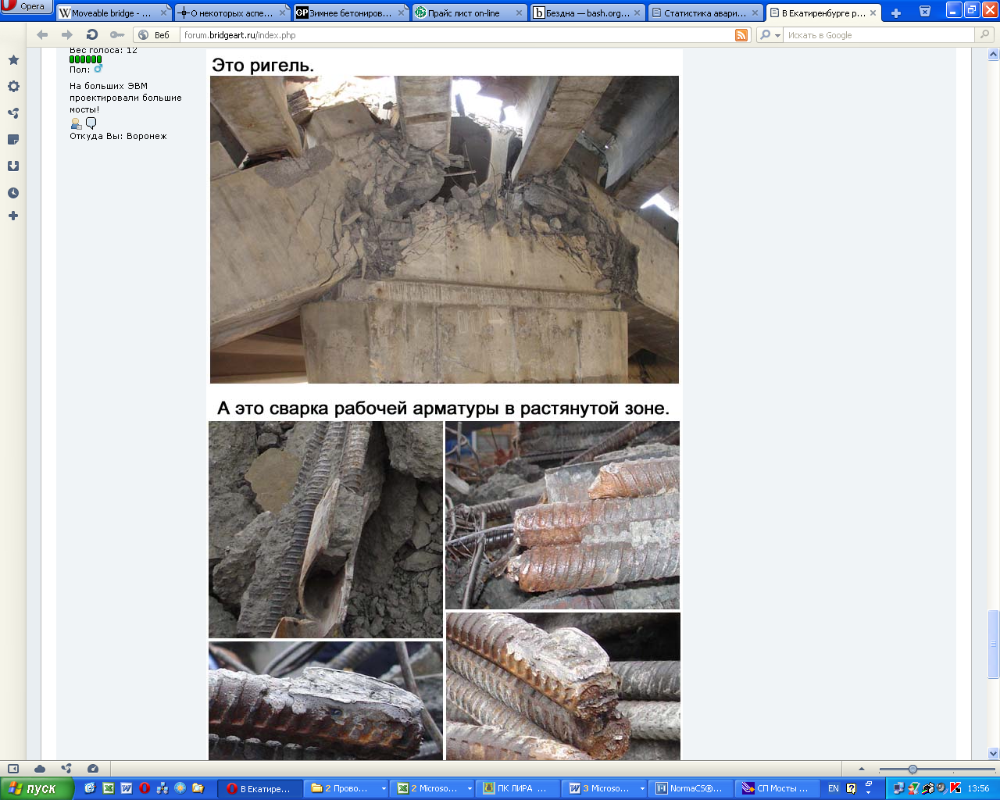 Opera
Moveable bridge - ...
О некоторых аспе...
Зимнее бетониров...
Прайс лист on-line
Бездна — bash.org...
Статистика авари...
В Екатиренбурге р...
Веб
forum.bridgeart.ru/index.php
Искать в Google
Вес голоса: 12
Пол:
На больших ЭВМ
проектировали большие
мосты!
Откуда Вы: Воронеж
Это ригель.
А это сварка рабочей арматуры в растянутой зоне.
пуск
В Екатире...
2 Прово...
2 Microso...
ПК ЛИРА ...
3 Microso...
NormaCS® ...
СП Мосты ...
EN
13:56